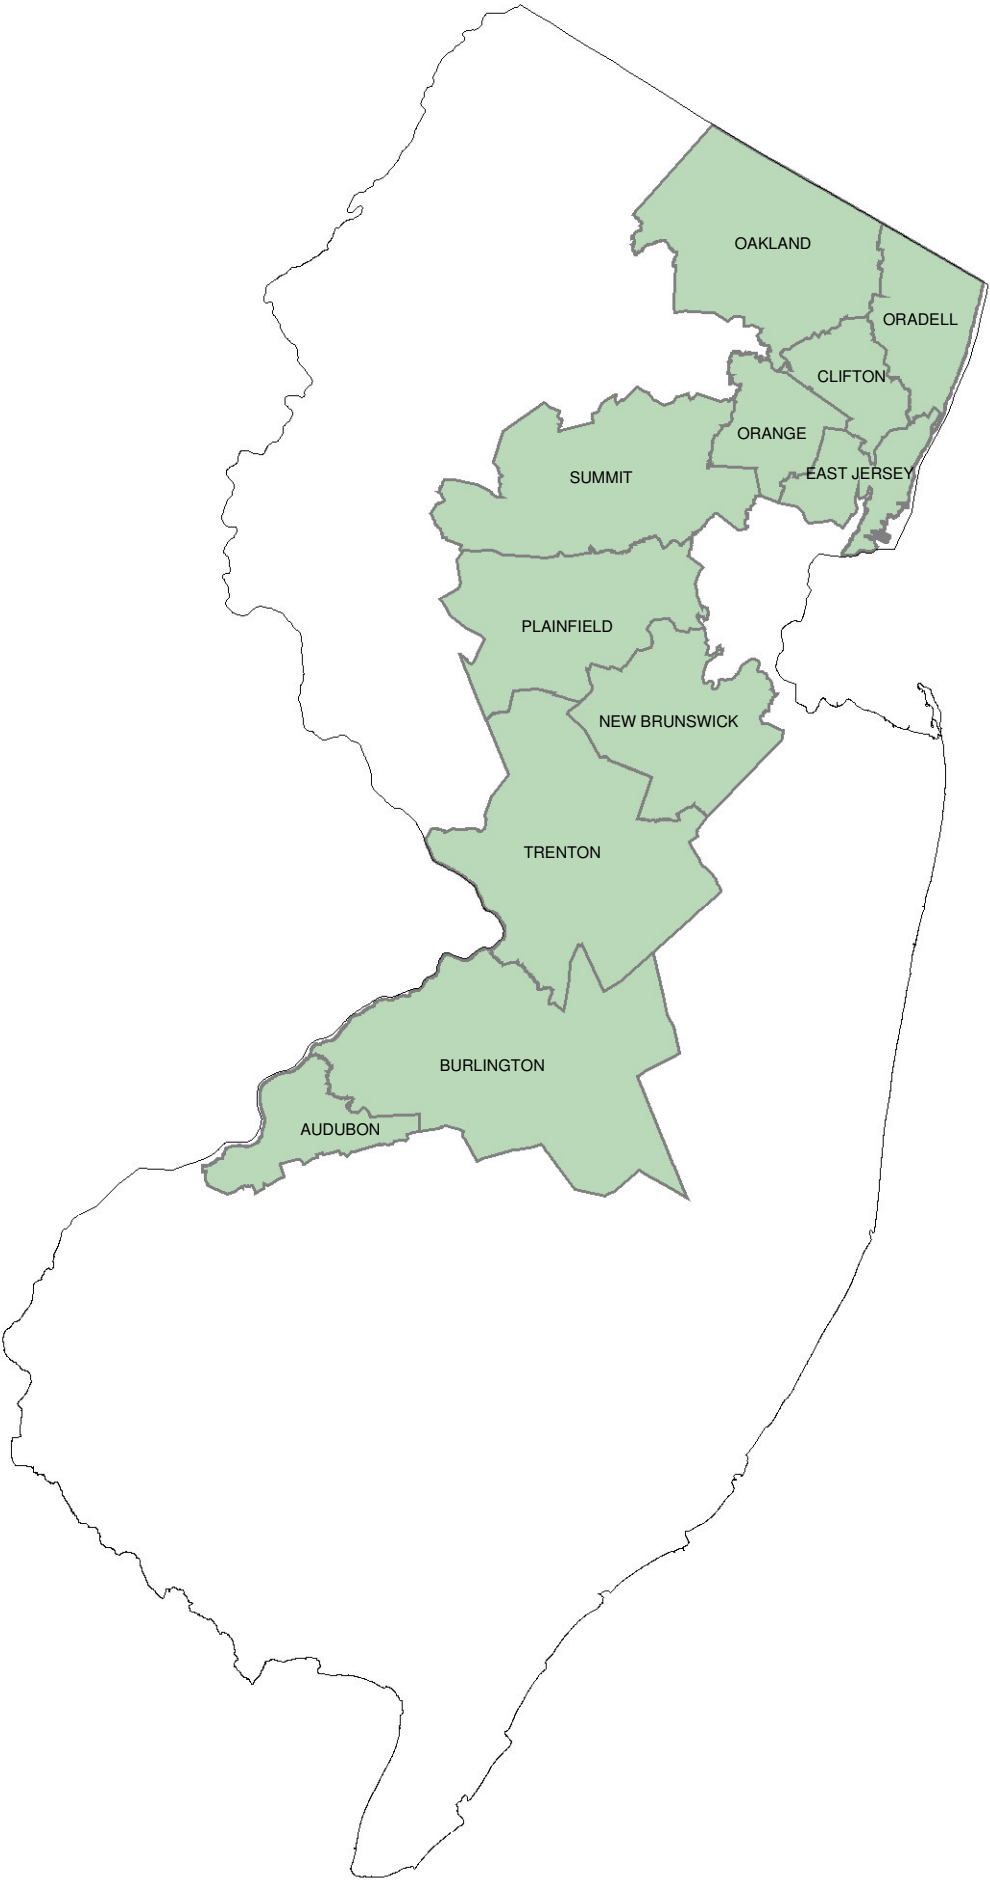 OAKLAND
ORADELL
CLIFTON
ORANGE
EAST JERSEY
SUMMIT
PLAINFIELD
NEW BRUNSWICK
TRENTON
BURLINGTON
AUDUBON